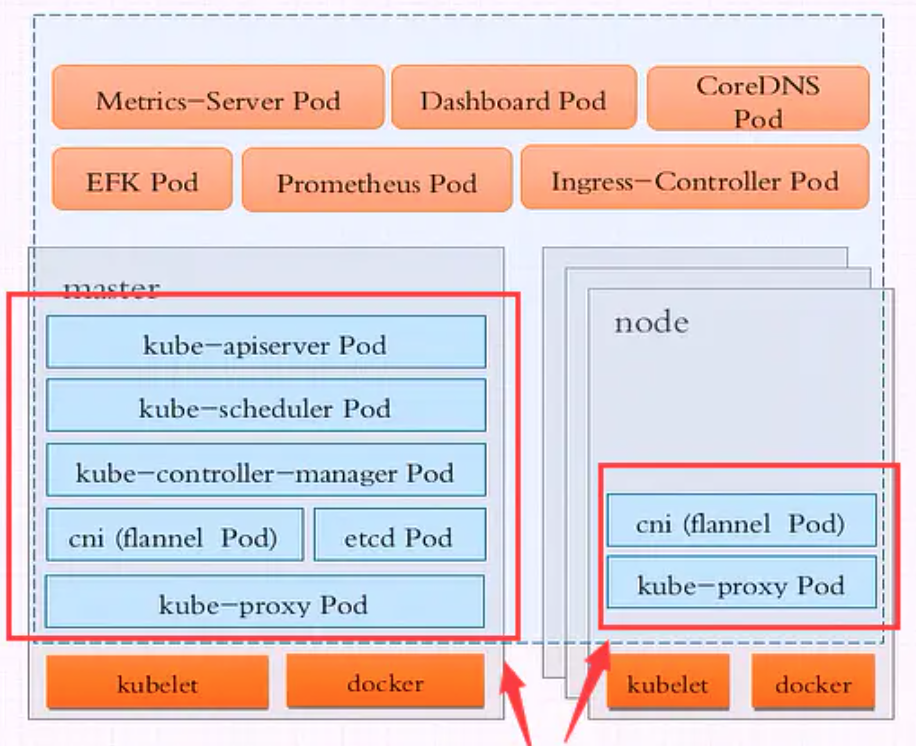 Metrics-Server Pod
Dashboard Pod
CoreDNS
Pod
EFK Pod
Prometheus Pod
Ingress-Controller Pod
master
kube-apiserver Pod
kube-scheduler Pod
kube-controller-manager Pod
cni (flannel Pod)
etcd Pod
kube-proxy Pod
kubelet
docker
node
cni (flannel Pod)
kube-proxy Pod
kubelet
docker